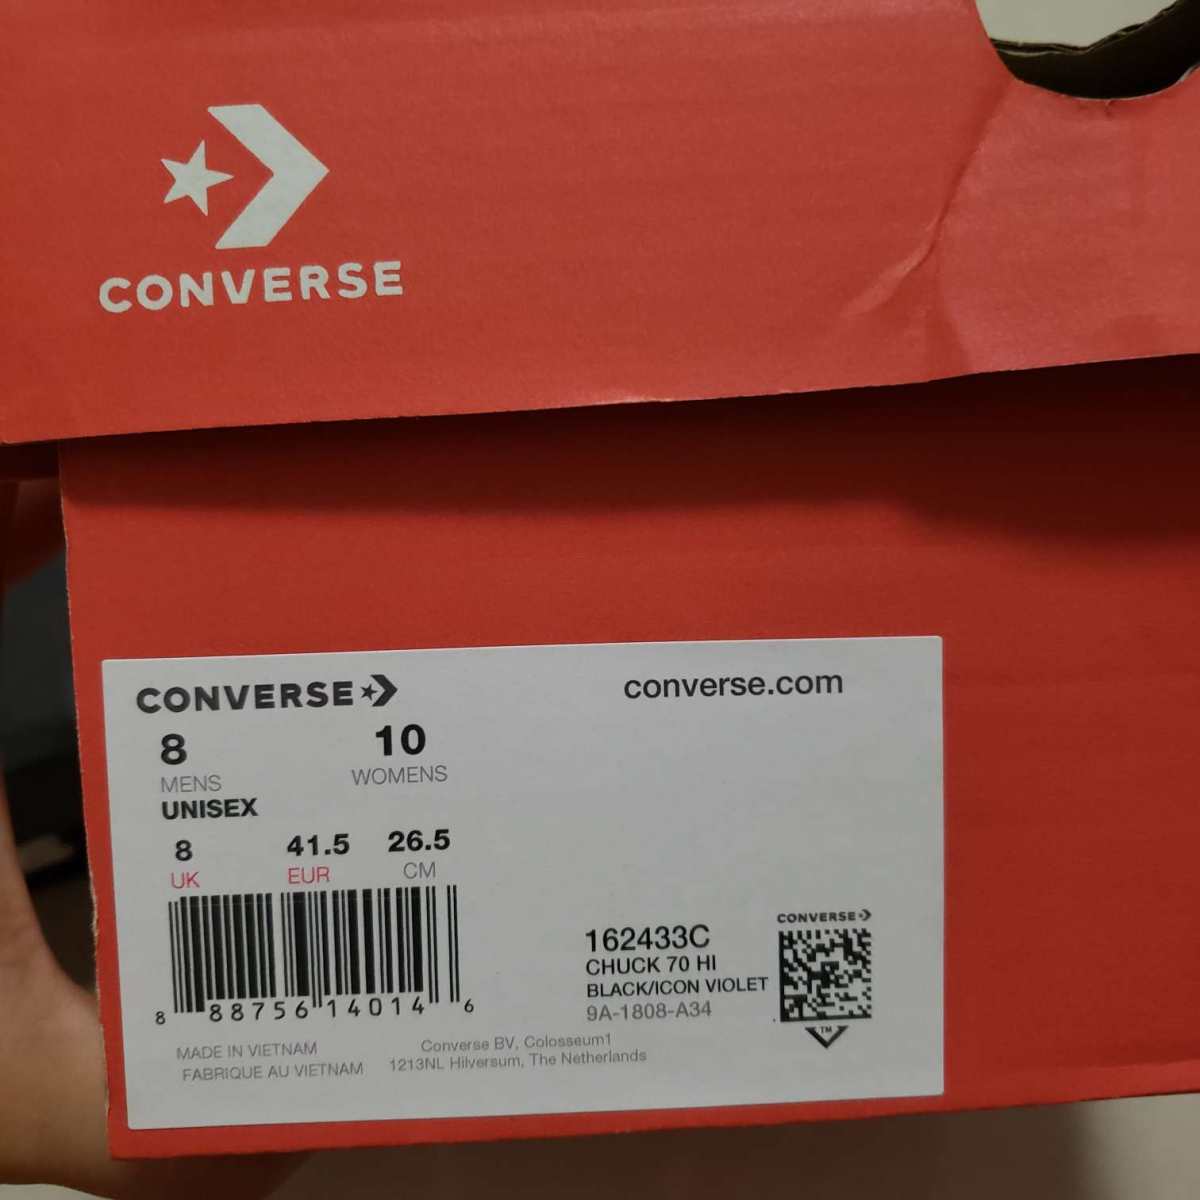 CONVERSE
CONVERSE
converse.com
8 10
MENS WOMENS
UNISEX
8 41.5 26.5
UK EUR CM
8 88756 14014 6
162433C
CHUCK 70 HI
BLACK/ICON VIOLET
9A-1808-A34
CONVERSE
TM
MADE IN VIETNAM
FABRIQUE AU VIETNAM
Converse BV, Colosseum1
1213NL Hilversum, The Netherlands